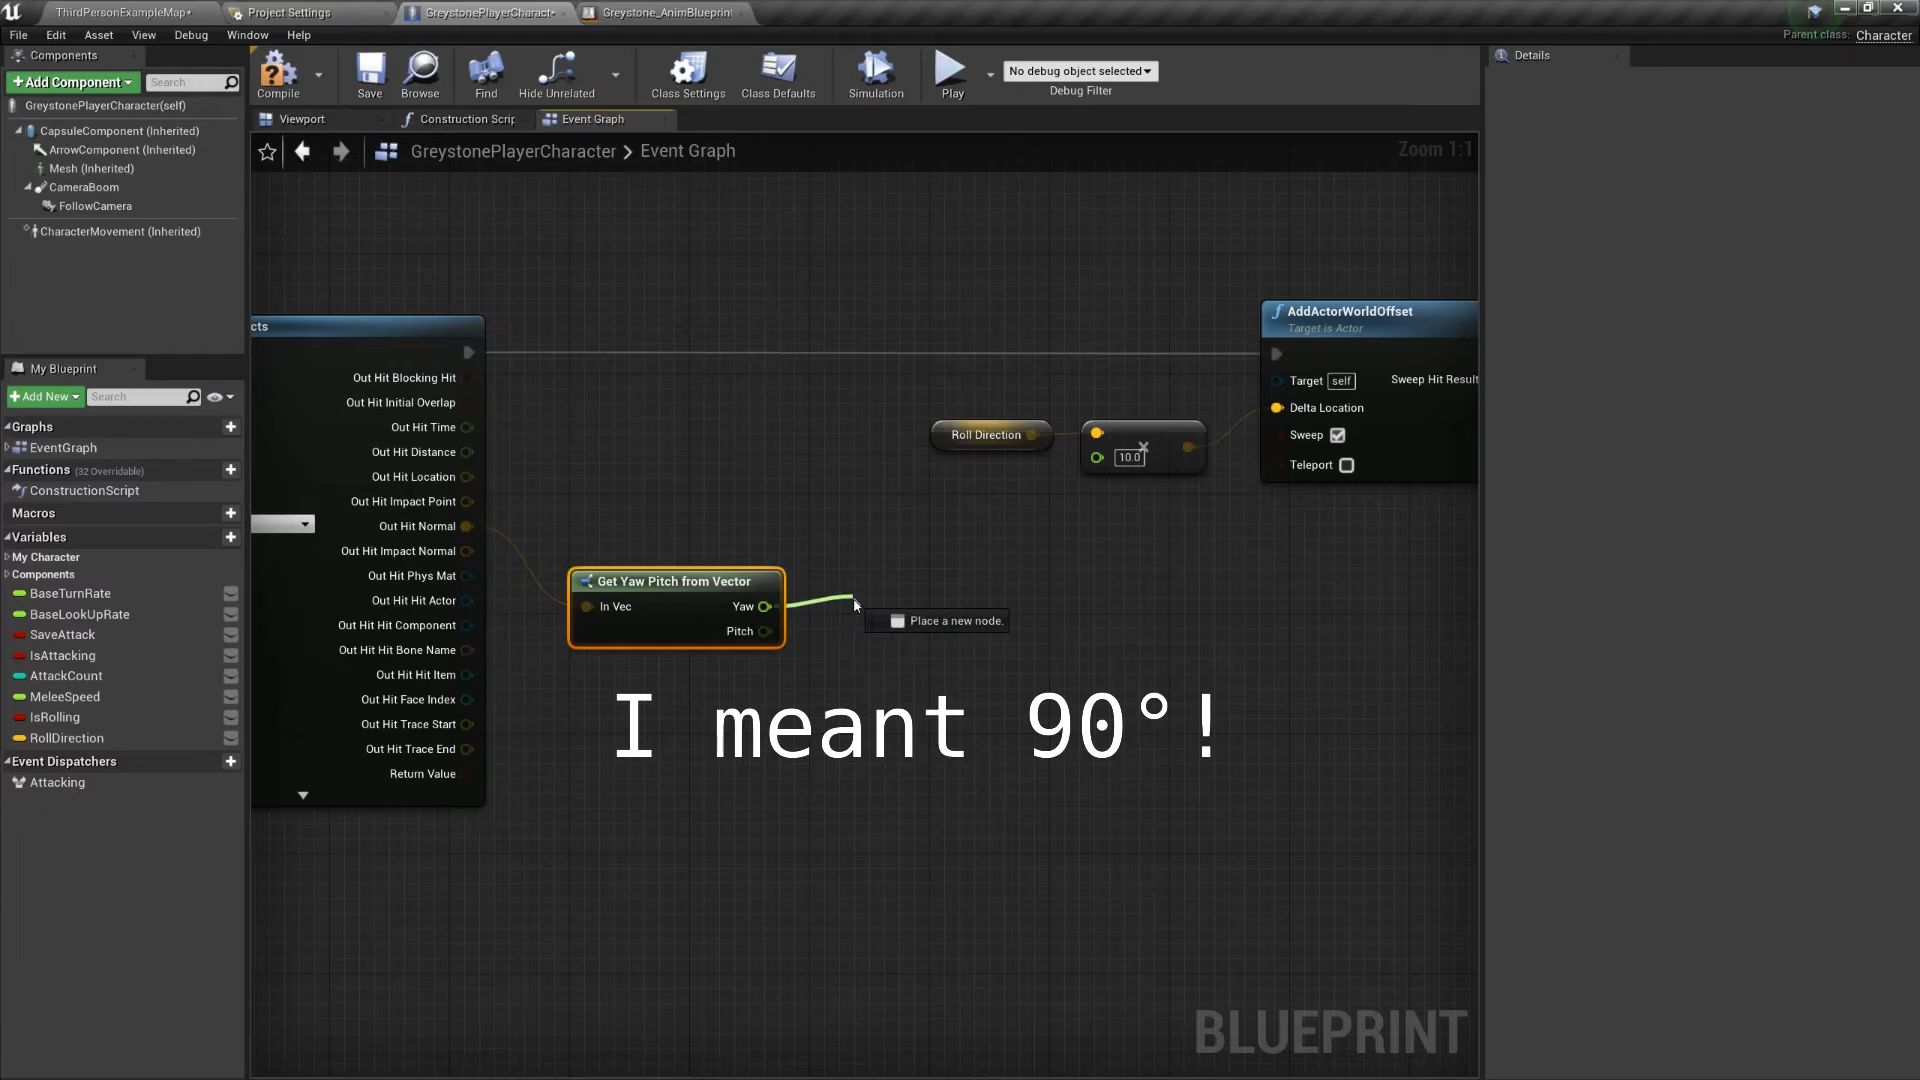 ThirdPersonExampleMap•
Project Settings
GreystonePlayerCharact•
Greystone_AnimBlueprint
File
Edit
Asset
View
Debug
Window
Help
Parent class: Character
Components
+Add Component
Search
GreystonePlayerCharacter(self)
CapsuleComponent (Inherited)
ArrowComponent (Inherited)
Mesh (Inherited)
CameraBoom
FollowCamera
CharacterMovement (Inherited)
Compile
Save
Browse
Find
Hide Unrelated
Class Settings
Class Defaults
Simulation
Play
No debug object selected
Debug Filter
Details
Viewport
Construction Scrip
Event Graph
GreystonePlayerCharacter > Event Graph
Zoom 1:1
My Blueprint
+Add New
Search
Graphs
EventGraph
Functions (32 Overridable)
ConstructionScript
Macros
Variables
My Character
Components
BaseTurnRate
BaseLookUpRate
SaveAttack
IsAttacking
AttackCount
MeleeSpeed
IsRolling
RollDirection
Event Dispatchers
Attacking
cts
Out Hit Blocking Hit
Out Hit Initial Overlap
Out Hit Time
Out Hit Distance
Out Hit Location
Out Hit Impact Point
Out Hit Normal
Out Hit Impact Normal
Out Hit Phys Mat
Out Hit Hit Actor
Out Hit Hit Component
Out Hit Hit Bone Name
Out Hit Hit Item
Out Hit Face Index
Out Hit Trace Start
Out Hit Trace End
Return Value
Get Yaw Pitch from Vector
In Vec
Yaw
Pitch
Place a new node.
Roll Direction
10.0
AddActorWorldOffset
Target is Actor
Target self
Sweep Hit Result
Delta Location
Sweep
Teleport
I meant 90°!
BLUEPRINT